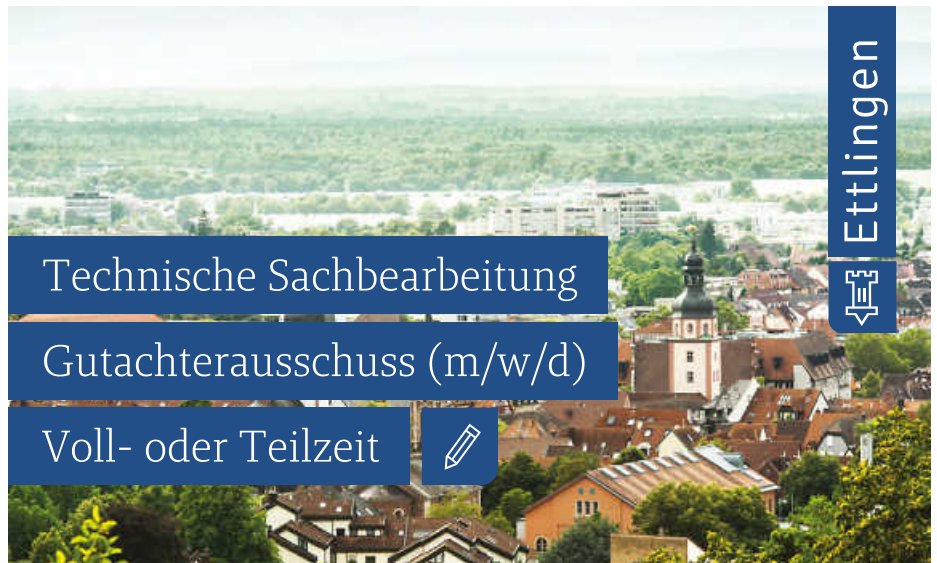 Ettlingen
Technische Sachbearbeitung
Gutachterausschuss (m/w/d)
Voll- oder Teilzeit